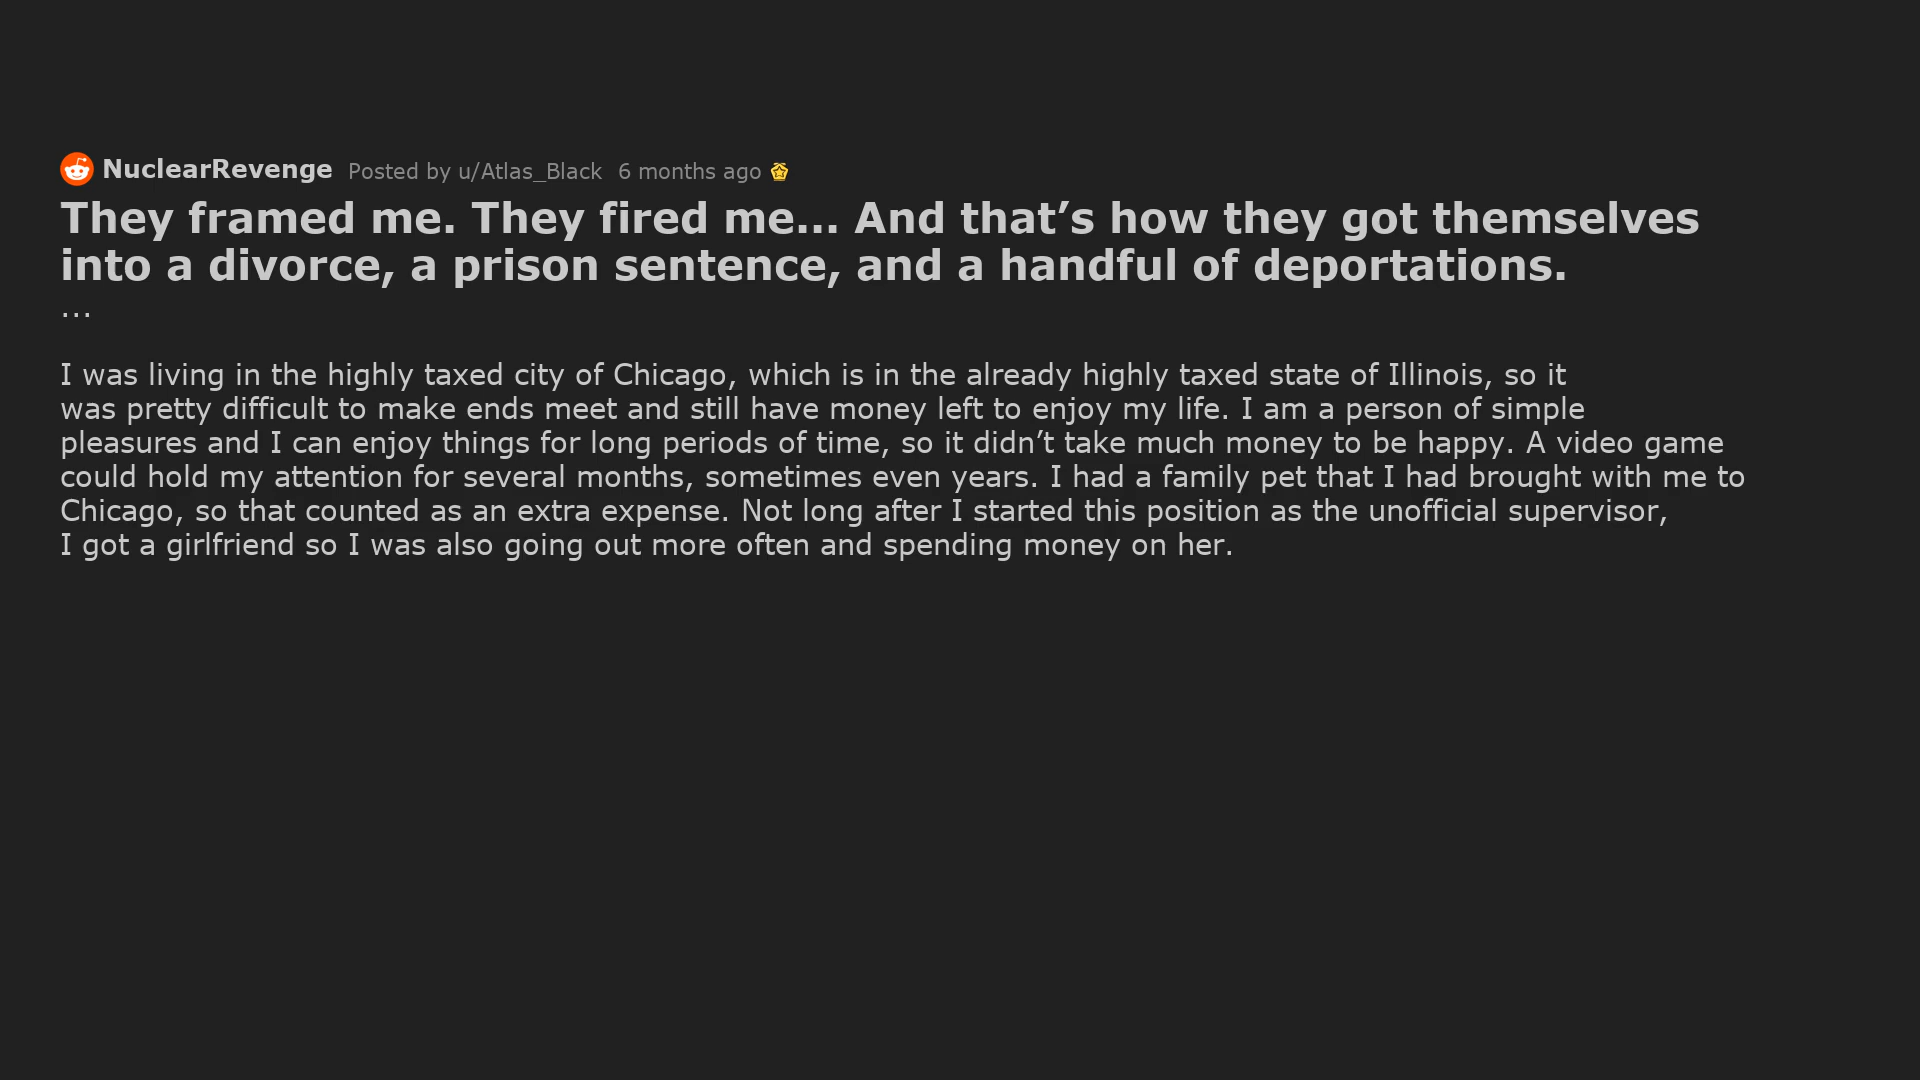 NuclearRevenge Posted by u/Atlas_Black 6 months ago
They framed me. They fired me... And that’s how they got themselves
into a divorce, a prison sentence, and a handful of deportations.
...
I was living in the highly taxed city of Chicago, which is in the already highly taxed state of Illinois, so it
was pretty difficult to make ends meet and still have money left to enjoy my life. I am a person of simple
pleasures and I can enjoy things for long periods of time, so it didn’t take much money to be happy. A video game
could hold my attention for several months, sometimes even years. I had a family pet that I had brought with me to
Chicago, so that counted as an extra expense. Not long after I started this position as the unofficial supervisor,
I got a girlfriend so I was also going out more often and spending money on her.